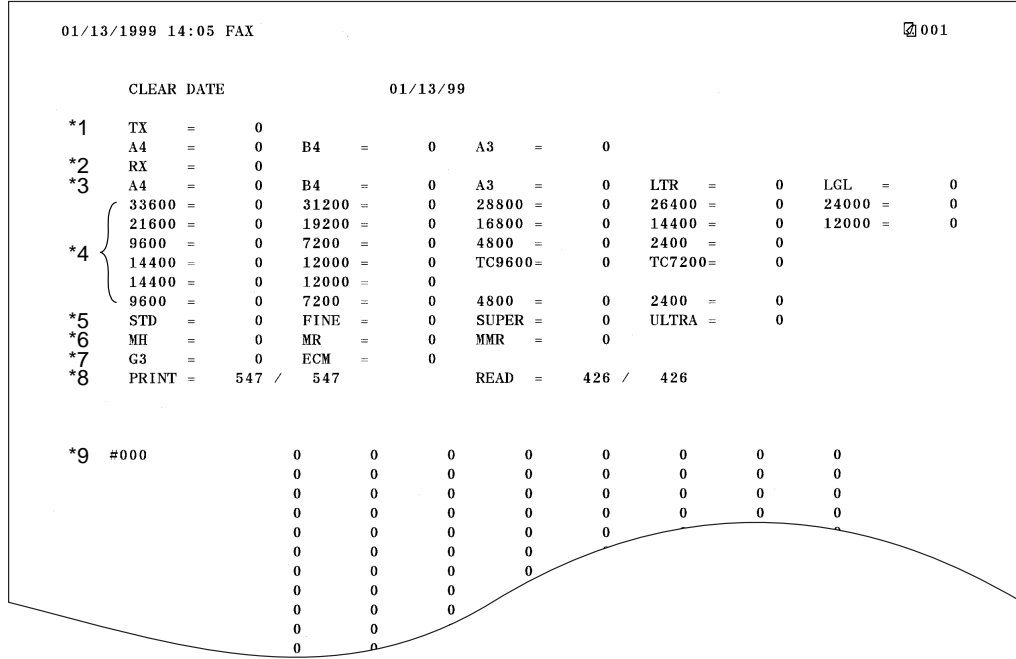 01/13/1999 14:05 FAX 001
CLEAR DATE 01/13/99
*1 TX = 0
A4 = 0 B4 = 0 A3 = 0
*2 RX = 0
*3 A4 = 0 B4 = 0 A3 = 0 LTR = 0 LGL = 0
33600 = 0 31200 = 0 28800 = 0 26400 = 0 24000 = 0
21600 = 0 19200 = 0 16800 = 0 14400 = 0 12000 = 0
*4 9600 = 0 7200 = 0 4800 = 0 2400 = 0
14400 = 0 12000 = 0 TC9600= 0 TC7200= 0
14400 = 0 12000 = 0
9600 = 0 7200 = 0 4800 = 0 2400 = 0
*5 STD = 0 FINE = 0 SUPER = 0 ULTRA = 0
*6 MH = 0 MR = 0 MMR = 0
*7 G3 = 0 ECM = 0
*8 PRINT = 547 / 547 READ = 426 / 426
*9 #000 0 0 0 0 0 0 0 0
0 0 0 0 0 0 0 0
0 0 0 0 0 0 0 0
0 0 0 0 0 0 0 0
0 0 0 0 0
0 0 0 0
0 0 0 0
0 0 0
0 0 0
0 0
0 0